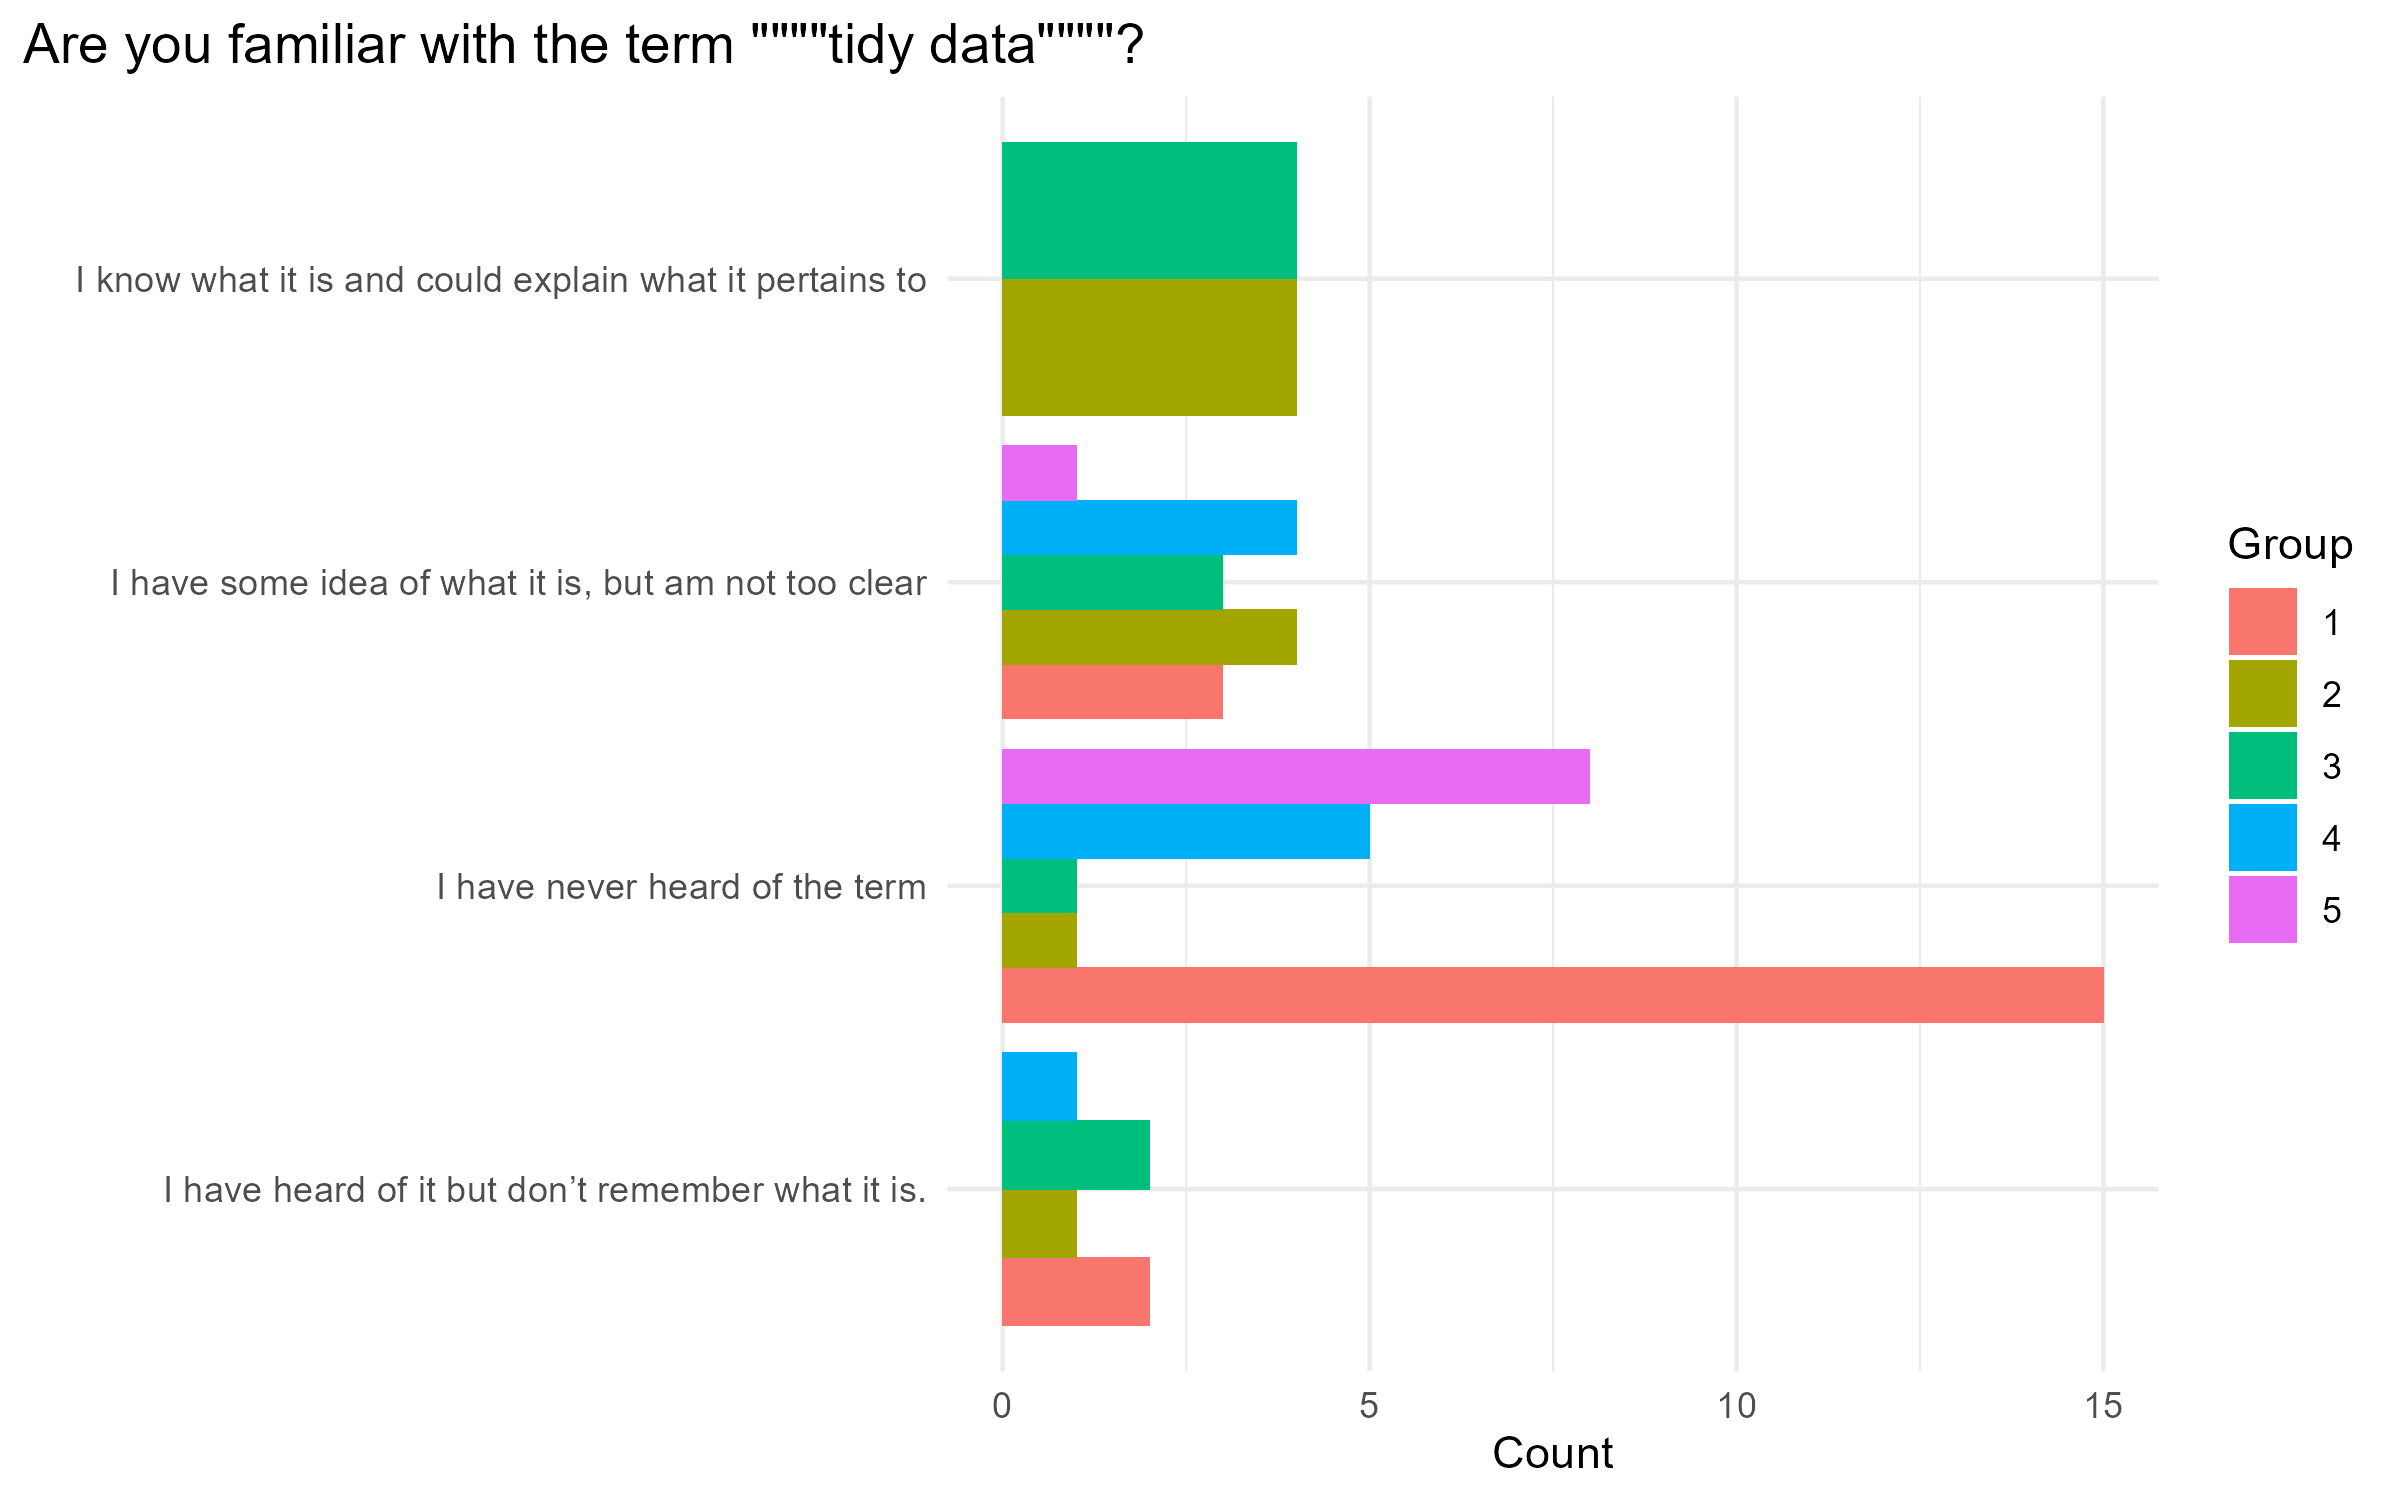 Are you familiar with the term """"tidy data""""?
I know what it is and could explain what it pertains to
I have some idea of what it is, but am not too clear
I have never heard of the term
I have heard of it but don’t remember what it is.
0 5 10 15
Count
Group
1
2
3
4
5